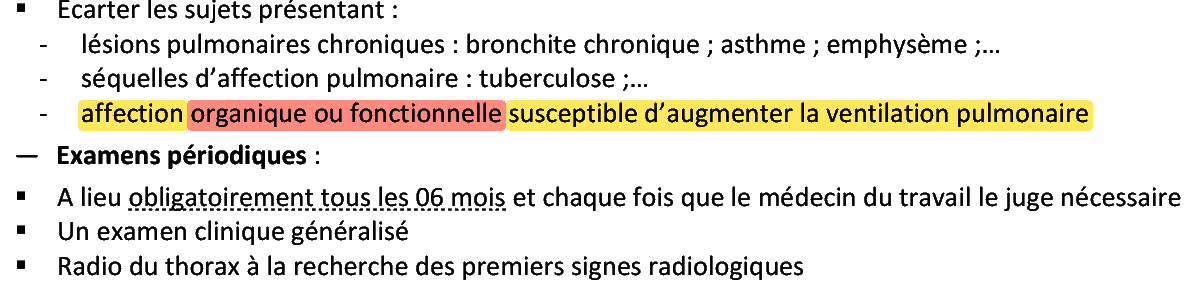 ▪ Ecarter les sujets présentant :
- lésions pulmonaires chroniques : bronchite chronique ; asthme ; emphysème ;...
- séquelles d’affection pulmonaire : tuberculose ;...
- affection organique ou fonctionnelle susceptible d’augmenter la ventilation pulmonaire
— Examens périodiques :
▪ A lieu obligatoirement tous les 06 mois et chaque fois que le médecin du travail le juge nécessaire
▪ Un examen clinique généralisé
▪ Radio du thorax à la recherche des premiers signes radiologiques